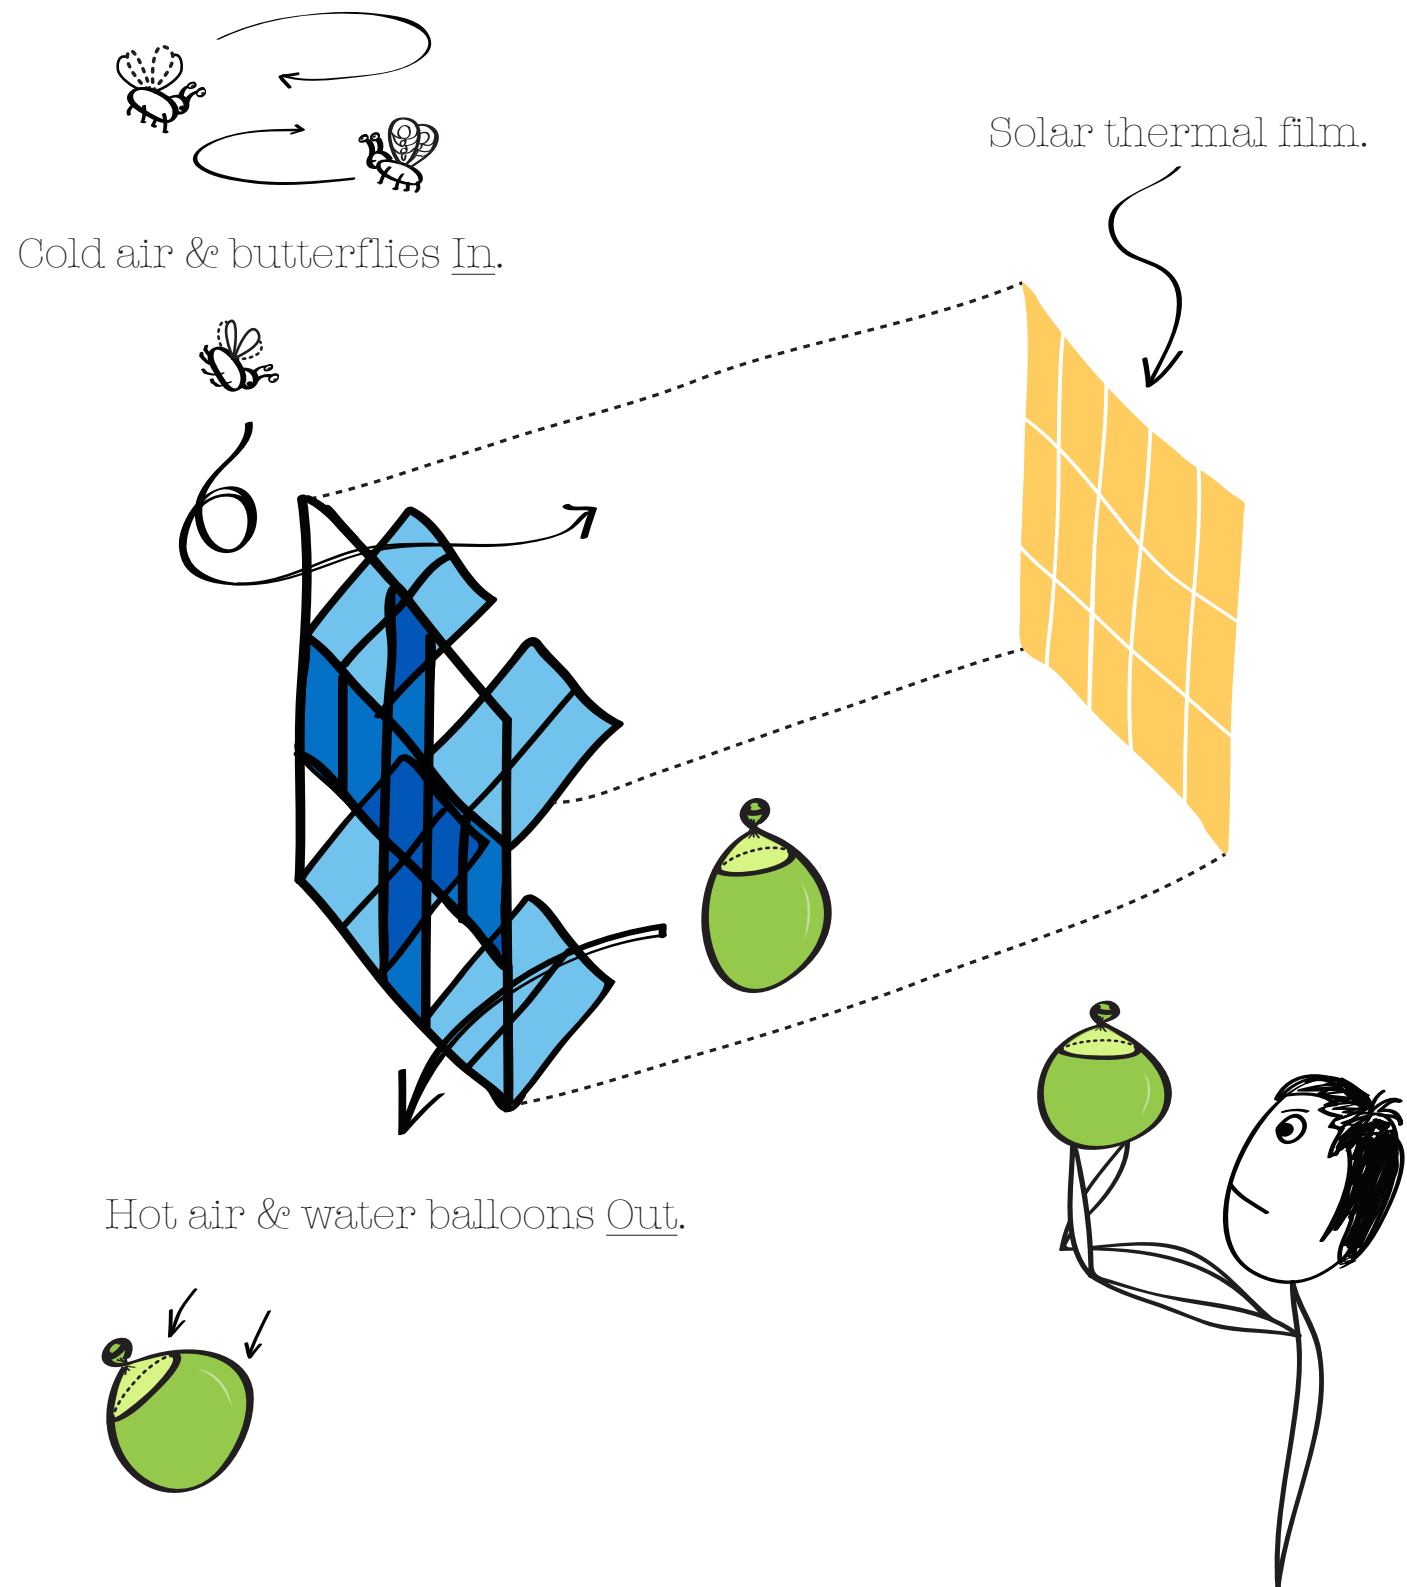 Solar thermal film.
Cold air & butterflies In.
Hot air & water balloons Out.